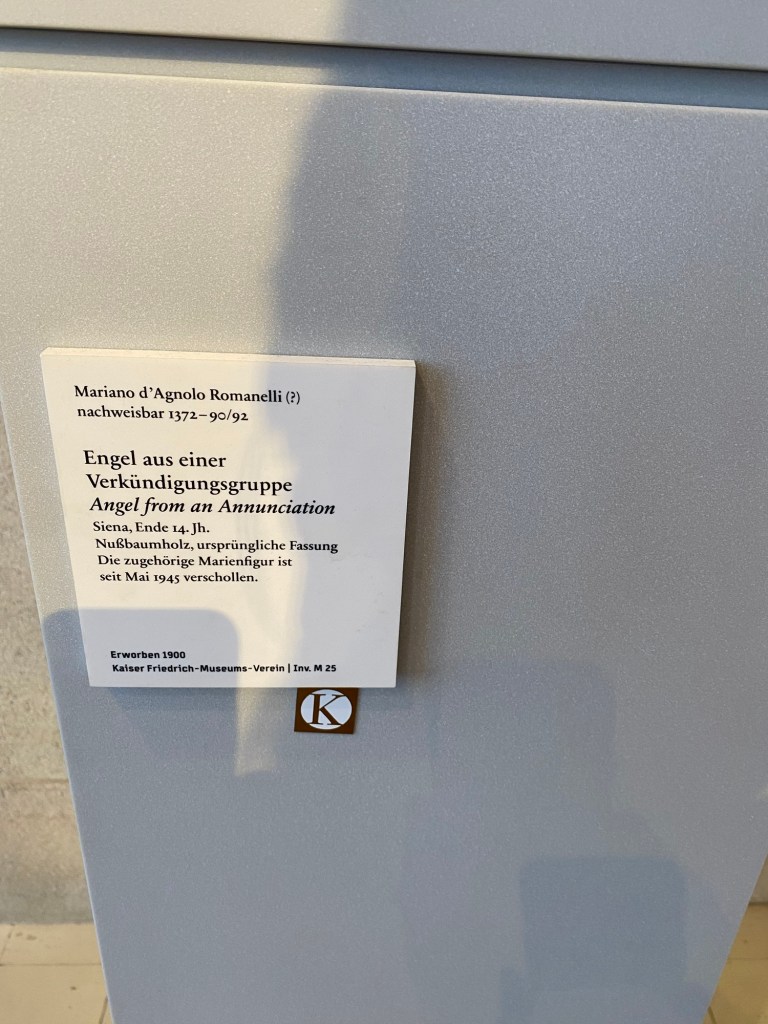 Mariano d'Agnolo Romanelli (?)
nachweisbar 1372–90/92
Engel aus einer
Verkündigungsgruppe
Angel from an Annunciation
Siena, Ende 14. Jh.
Nußbaumholz, ursprüngliche Fassung
Die zugehörige Marienfigur ist
seit Mai 1945 verschollen.
Erworben 1900
Kaiser Friedrich-Museums-Verein | Inv. M 25
K